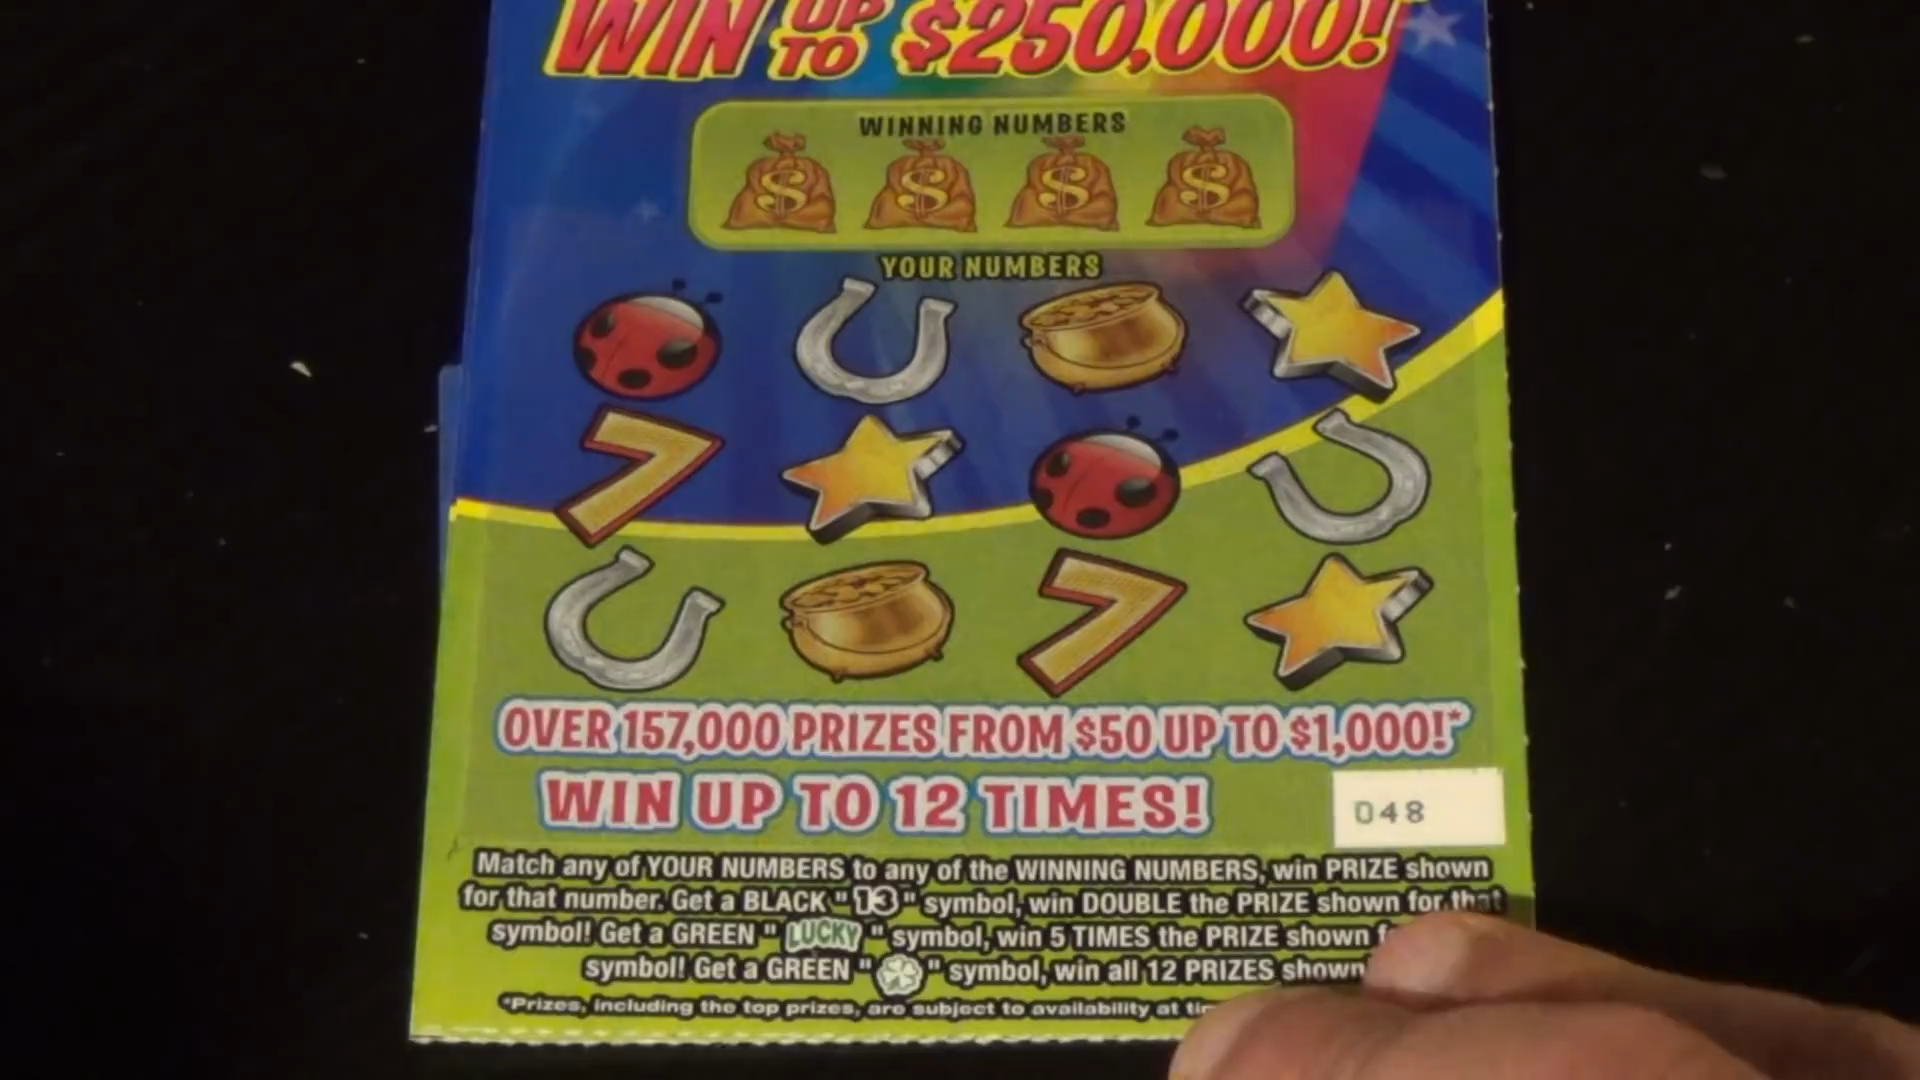 WIN UP TO $250,000!*
WINNING NUMBERS
$ $ $ $
YOUR NUMBERS
7
7
OVER 157,000 PRIZES FROM $50 UP TO $1,000!*
WIN UP TO 12 TIMES!
048
Match any of YOUR NUMBERS to any of the WINNING NUMBERS, win PRIZE shown
for that number. Get a BLACK "13" symbol, win DOUBLE the PRIZE shown for that
symbol! Get a GREEN "LUCKY" symbol, win 5 TIMES the PRIZE shown
symbol! Get a GREEN " " symbol, win all 12 PRIZES shown
*Prizes, including the top prizes, are subject to availability at